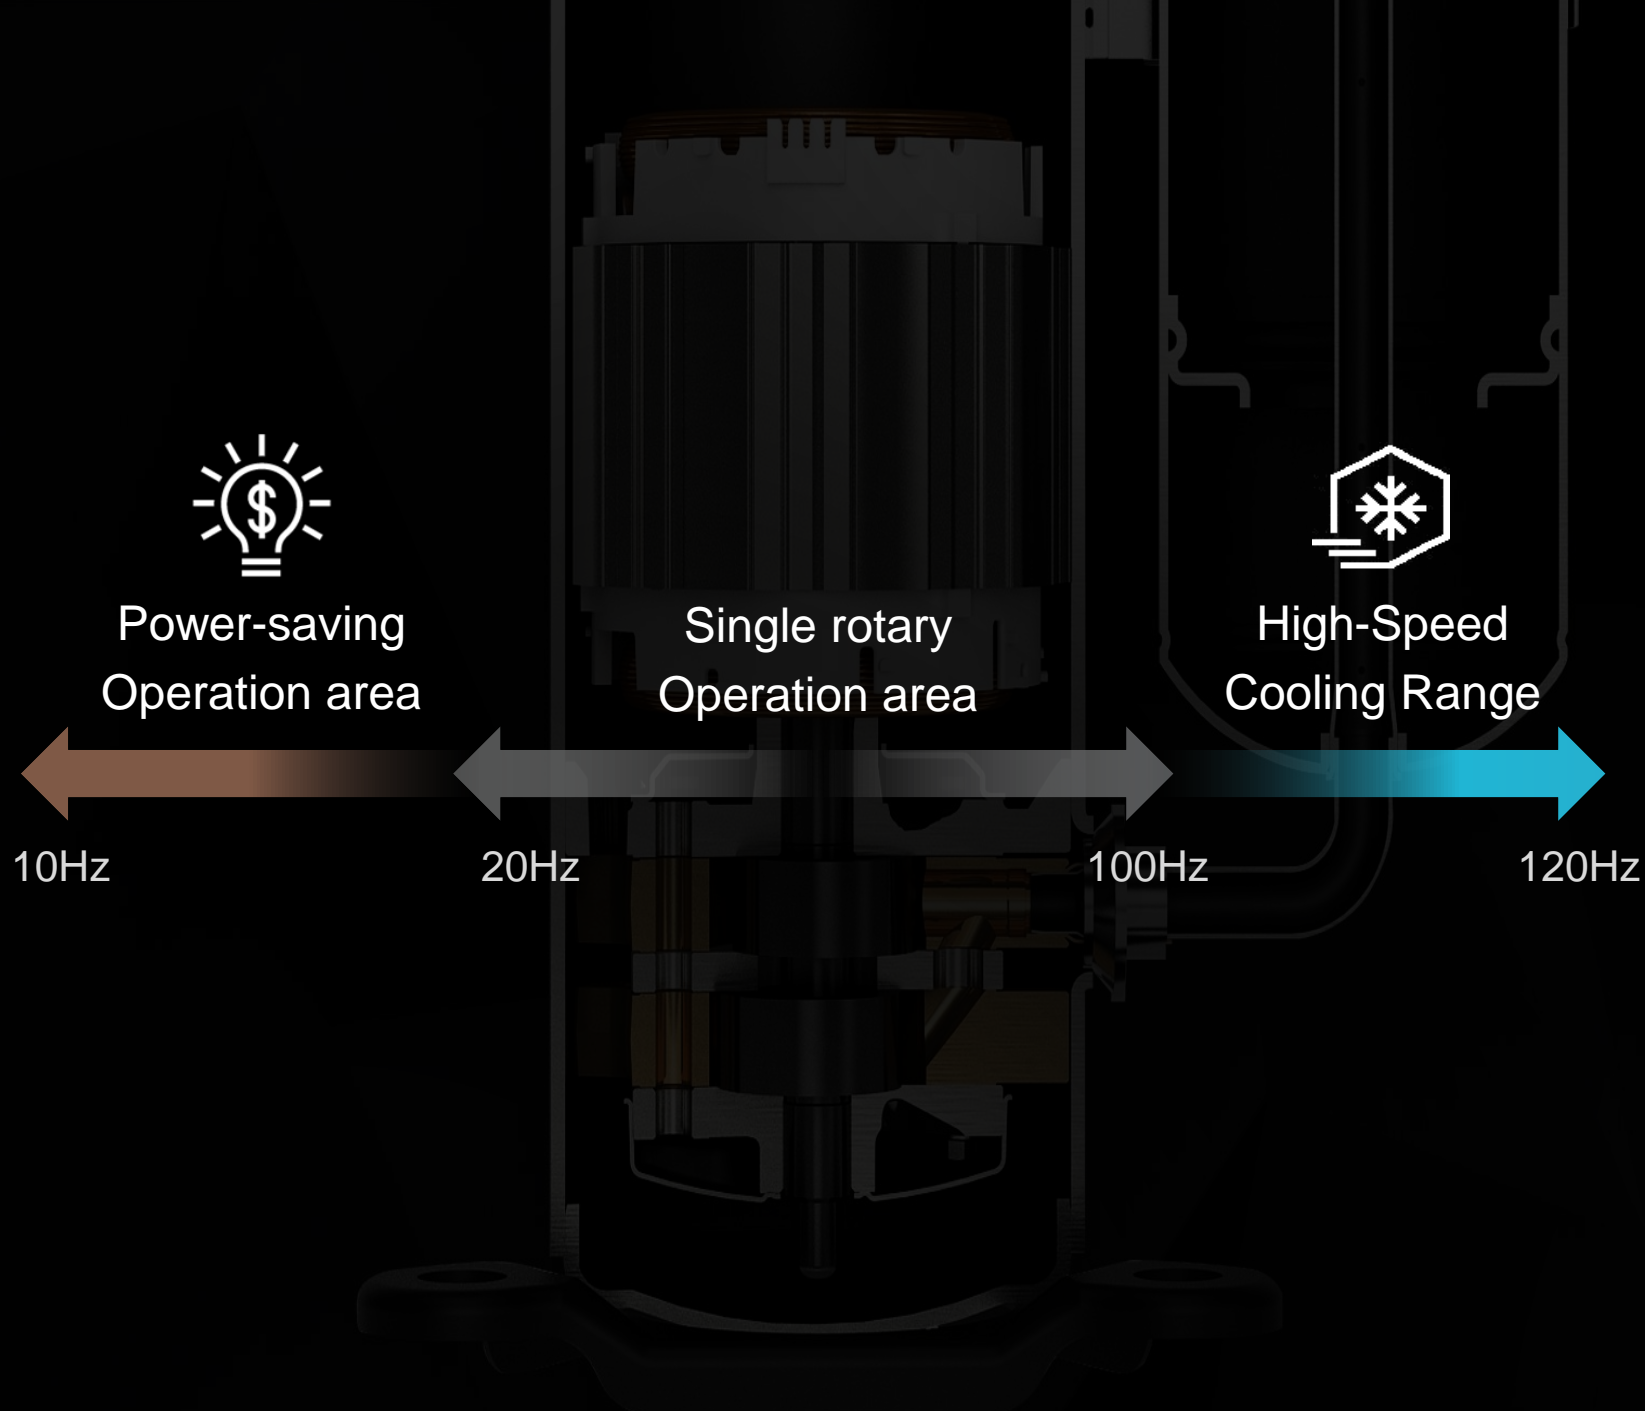 Power-saving
Operation area
Single rotary
Operation area
High-Speed
Cooling Range
10Hz
20Hz
100Hz
120Hz